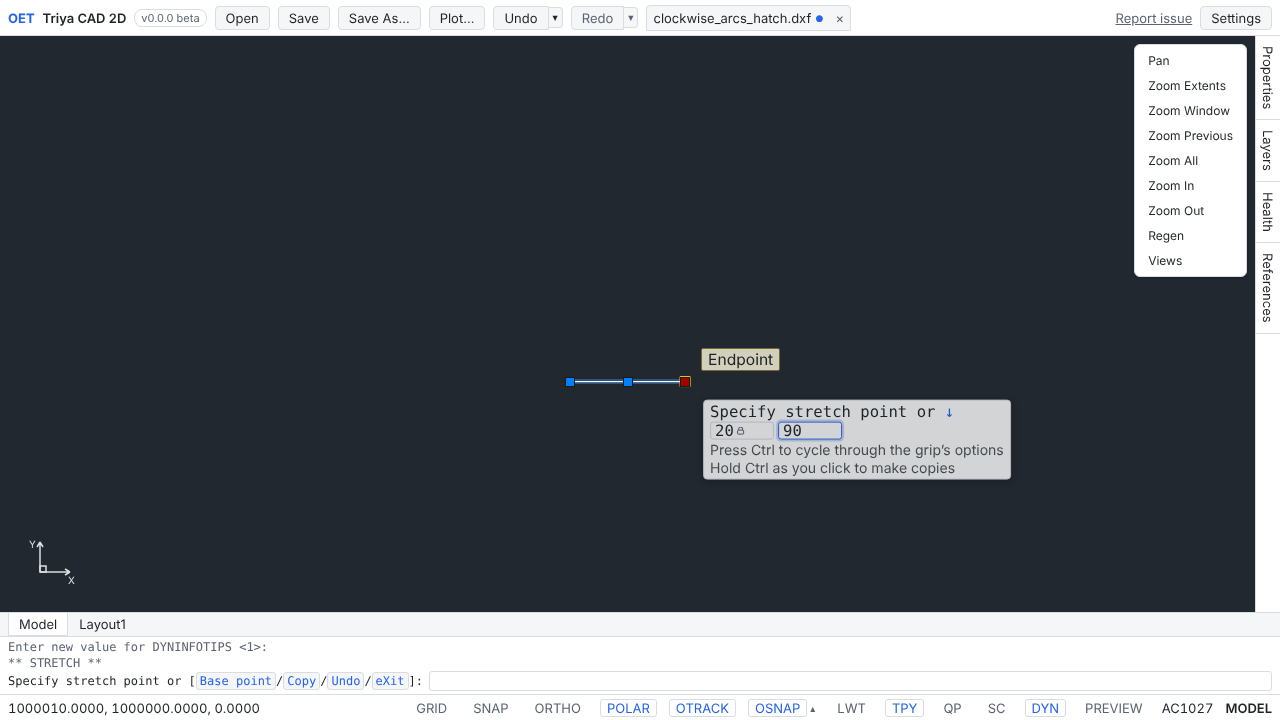 OET Triya CAD 2D v0.0.0 beta Open Save Save As... Plot... Undo ▾ Redo ▾ clockwise_arcs_hatch.dxf ● × Report issue Settings
Pan
Zoom Extents
Zoom Window
Zoom Previous
Zoom All
Zoom In
Zoom Out
Regen
Views
Properties
Layers
Health
References
Endpoint
Specify stretch point or ↓
20 90
Press Ctrl to cycle through the grip’s options
Hold Ctrl as you click to make copies
Y
X
Model Layout1
Enter new value for DYNINFOTIPS <1>:
** STRETCH **
Specify stretch point or [Base point/Copy/Undo/eXit]:
1000010.0000, 1000000.0000, 0.0000 GRID SNAP ORTHO POLAR OTRACK OSNAP ▴ LWT TPY QP SC DYN PREVIEW AC1027 MODEL